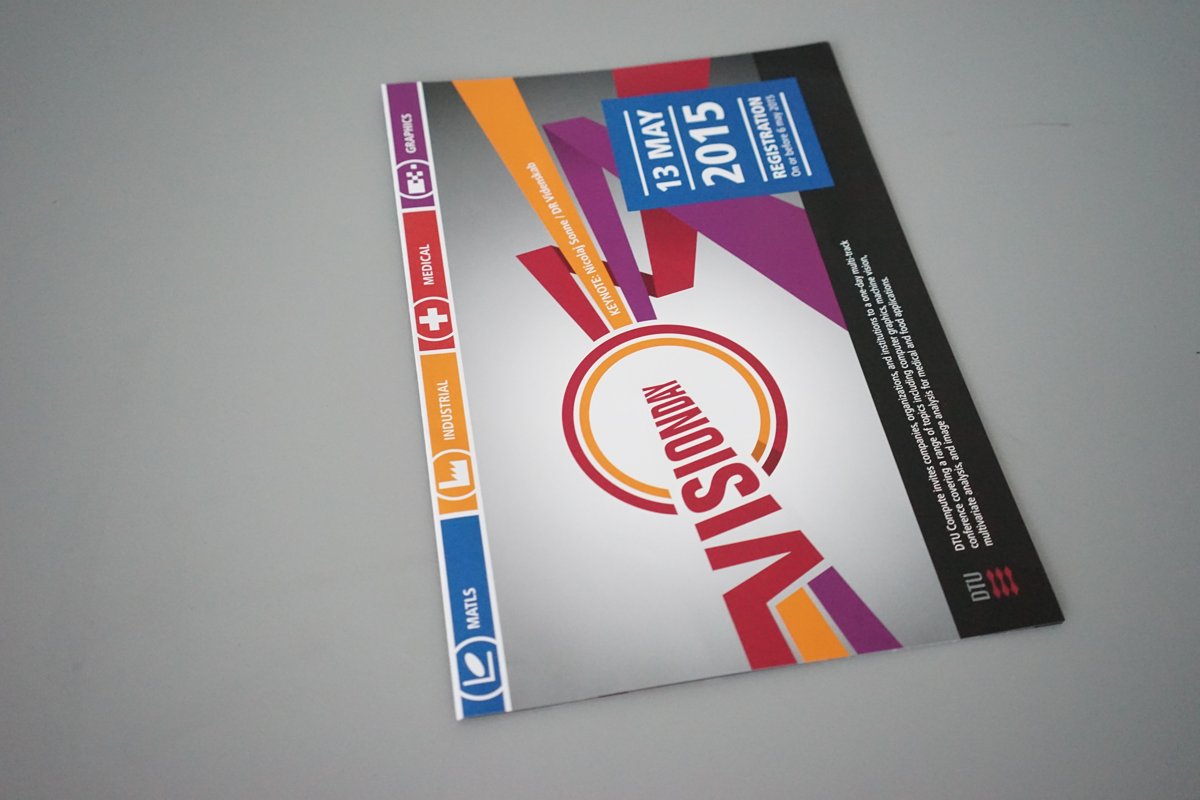 MATLS
INDUSTRIAL
MEDICAL
GRAPHICS
KEYNOTE: Nicolaj Sonne / DR Videnskab
VISIONDAY
13 MAY
2015
REGISTRATION
On or before 6 may 2015
DTU Compute invites companies, organizations, and institutions to a one-day multi-track
conference covering a range of topics including computer graphics, machine vision,
multivariate analysis, and image analysis for medical and food applications.
DTU